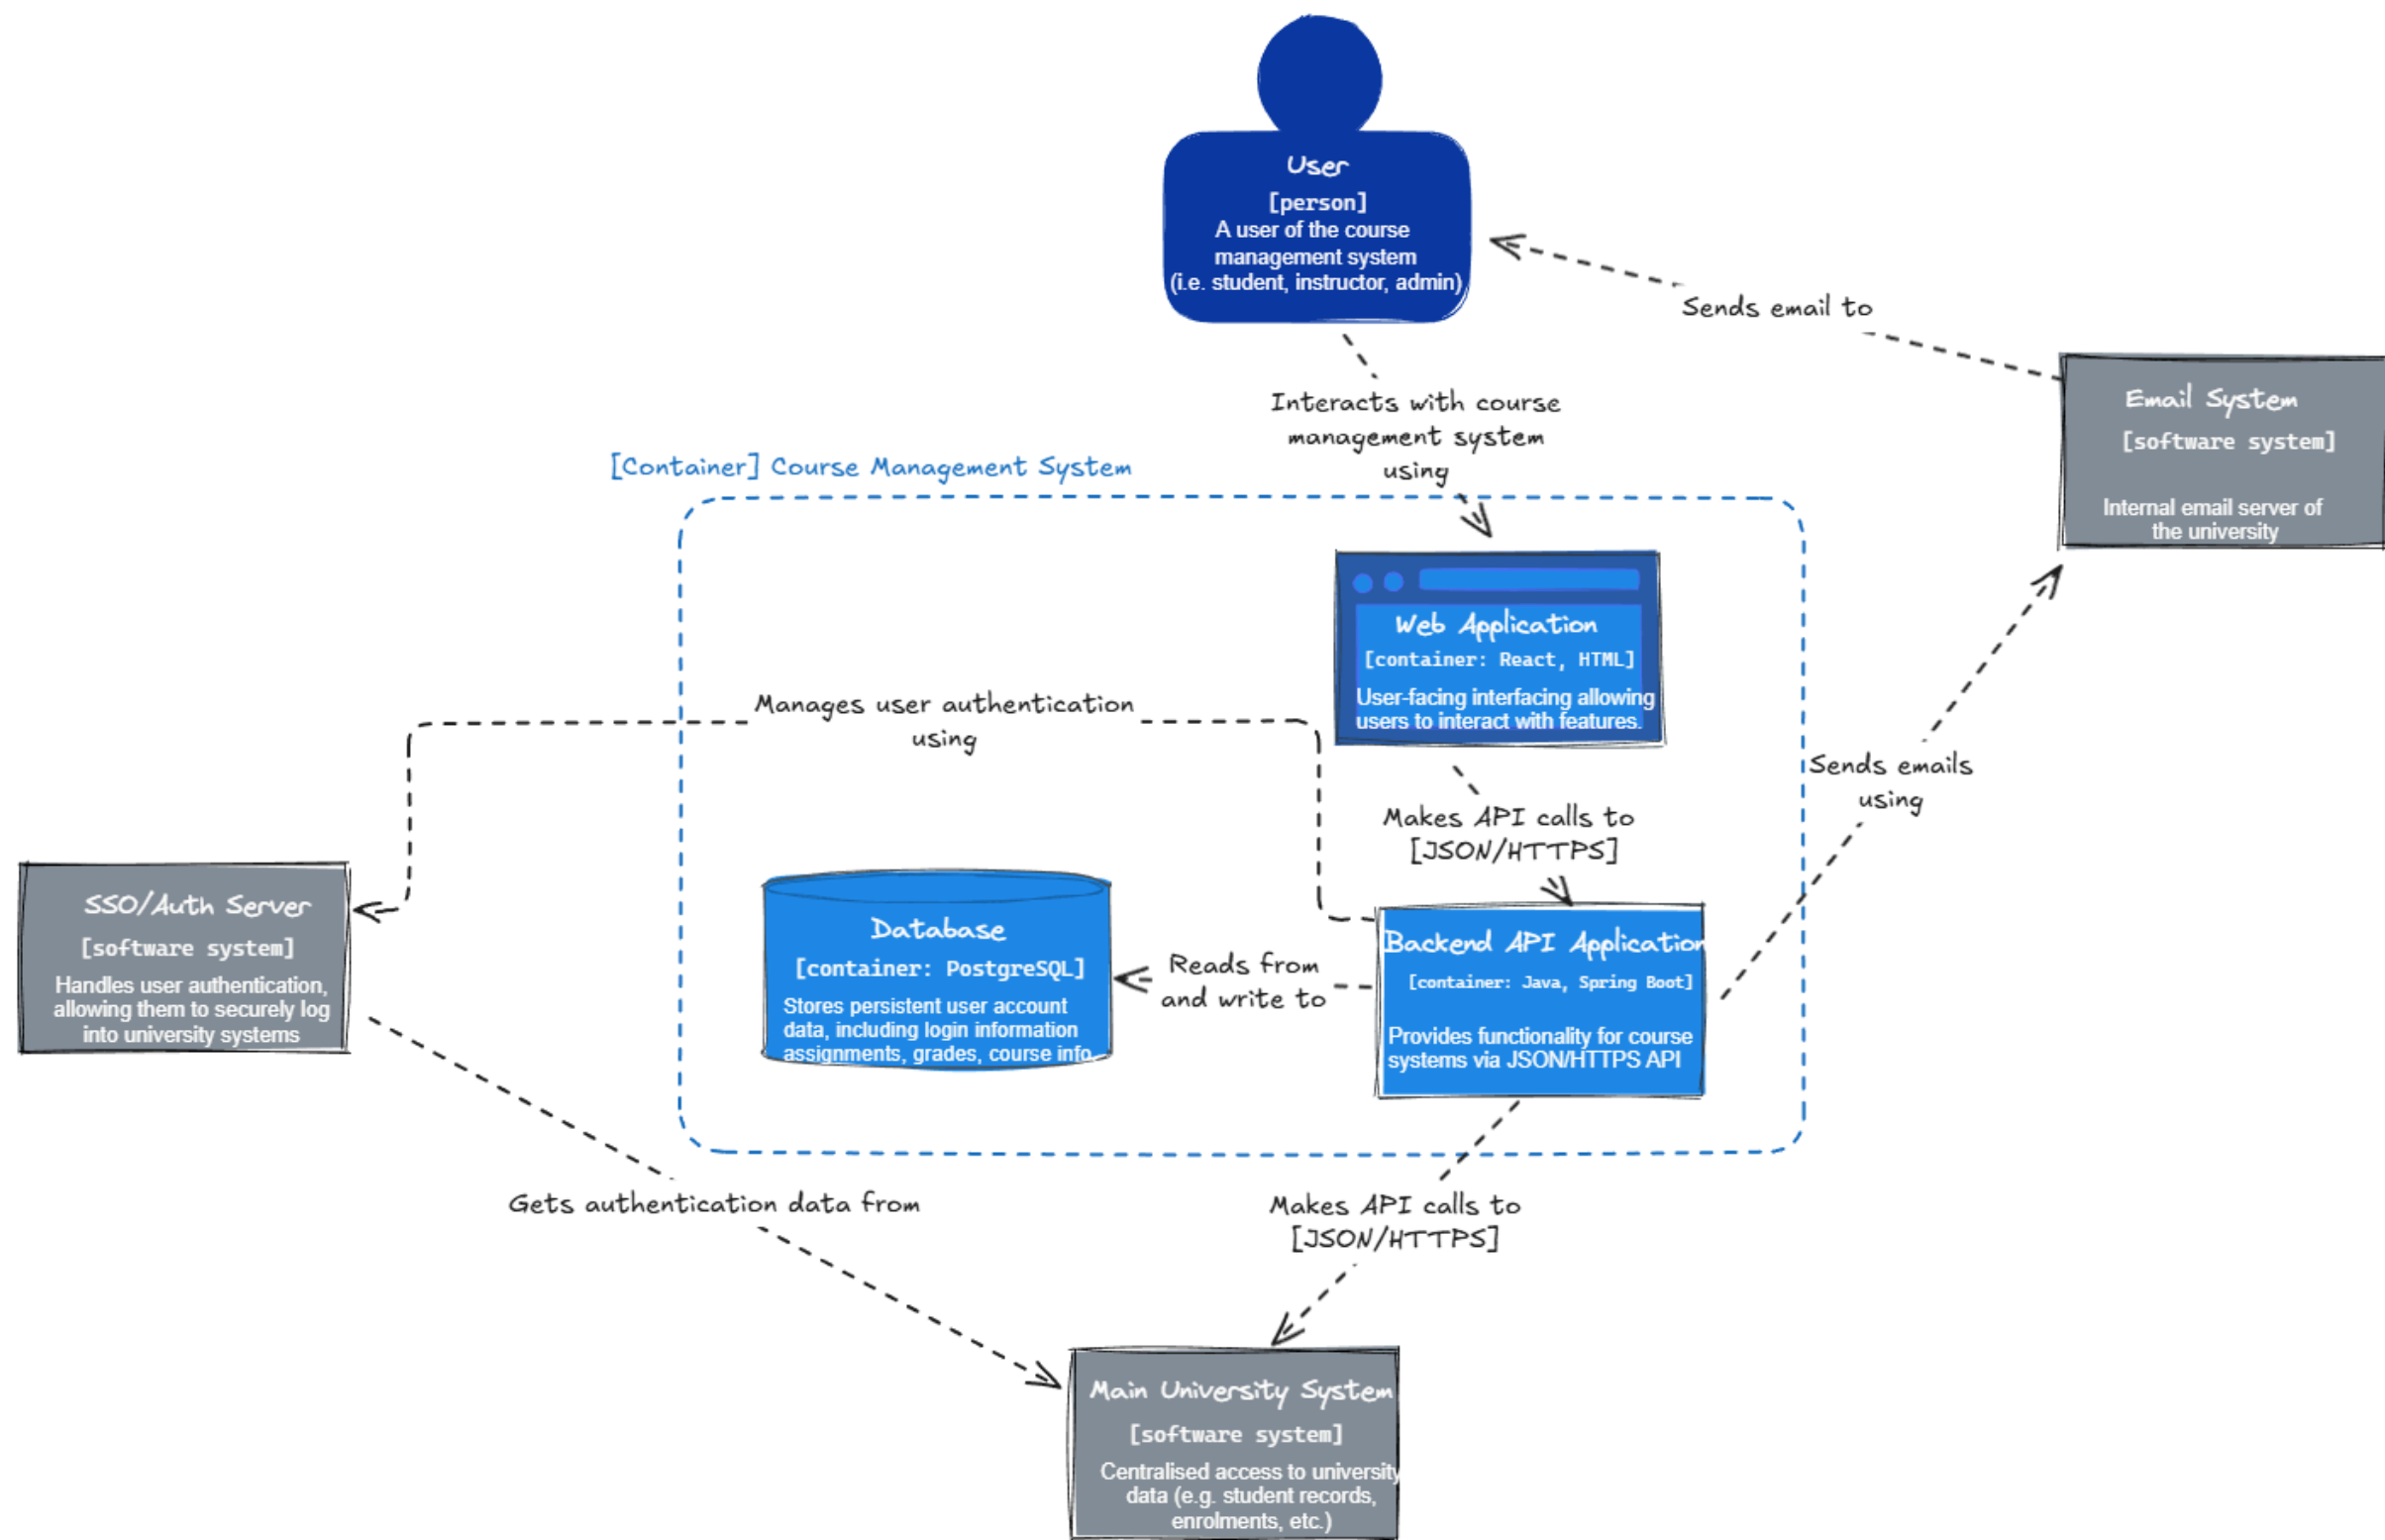 User
[person]
A user of the course
management system
(i.e. student, instructor, admin)
Sends email to
Email System
[software system]
Internal email server of
the university
Interacts with course
management system
using
[Container] Course Management System
Web Application
[container: React, HTML]
User-facing interfacing allowing
users to interact with features.
Manages user authentication
using
Sends emails
using
Makes API calls to
[JSON/HTTPS]
SSO/Auth Server
[software system]
Handles user authentication,
allowing them to securely log
into university systems
Database
[container: PostgreSQL]
Stores persistent user account
data, including login information
assignments, grades, course info
Reads from
and write to
Backend API Application
[container: Java, Spring Boot]
Provides functionality for course
systems via JSON/HTTPS API
Gets authentication data from
Makes API calls to
[JSON/HTTPS]
Main University System
[software system]
Centralised access to university
data (e.g. student records,
enrolments, etc.)